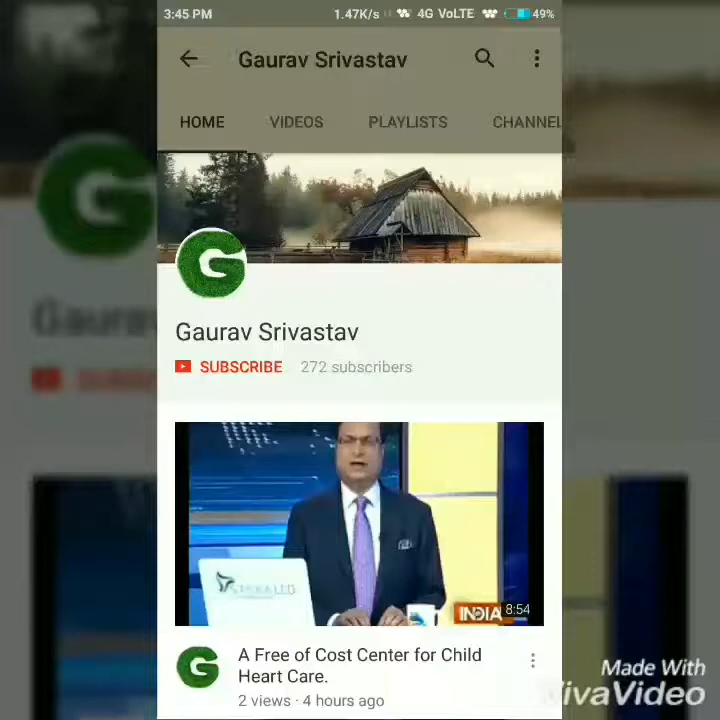 3:45 PM 1.47K/s 4G VoLTE 49%
Gaurav Srivastav
HOME VIDEOS PLAYLISTS CHANNEL
G
Gaurav Srivastav
SUBSCRIBE 272 subscribers
INDIA 8:54
G
A Free of Cost Center for Child
Heart Care.
2 views · 4 hours ago
Made With
VivaVideo